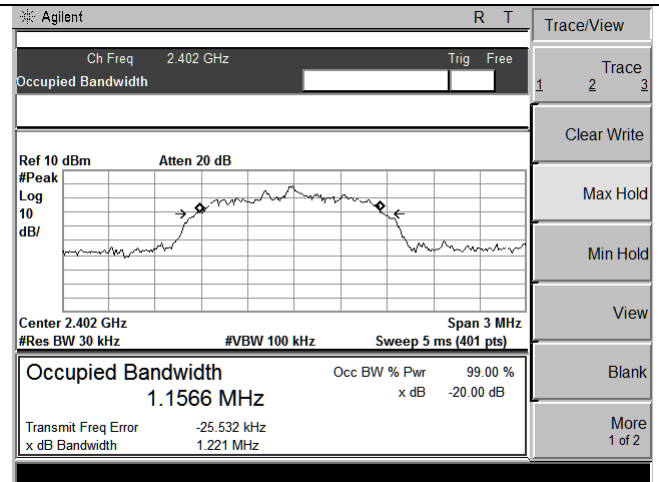 Agilent R T
Trace/View
Ch Freq 2.402 GHz Trig Free
Occupied Bandwidth
Trace
1 2 3
Clear Write
Ref 10 dBm Atten 20 dB
#Peak
Log
10
dB/
Max Hold
Min Hold
View
Center 2.402 GHz Span 3 MHz
#Res BW 30 kHz #VBW 100 kHz Sweep 5 ms (401 pts)
Occupied Bandwidth Occ BW % Pwr 99.00 %
1.1566 MHz x dB -20.00 dB
Blank
Transmit Freq Error -25.532 kHz
x dB Bandwidth 1.221 MHz
More
1 of 2